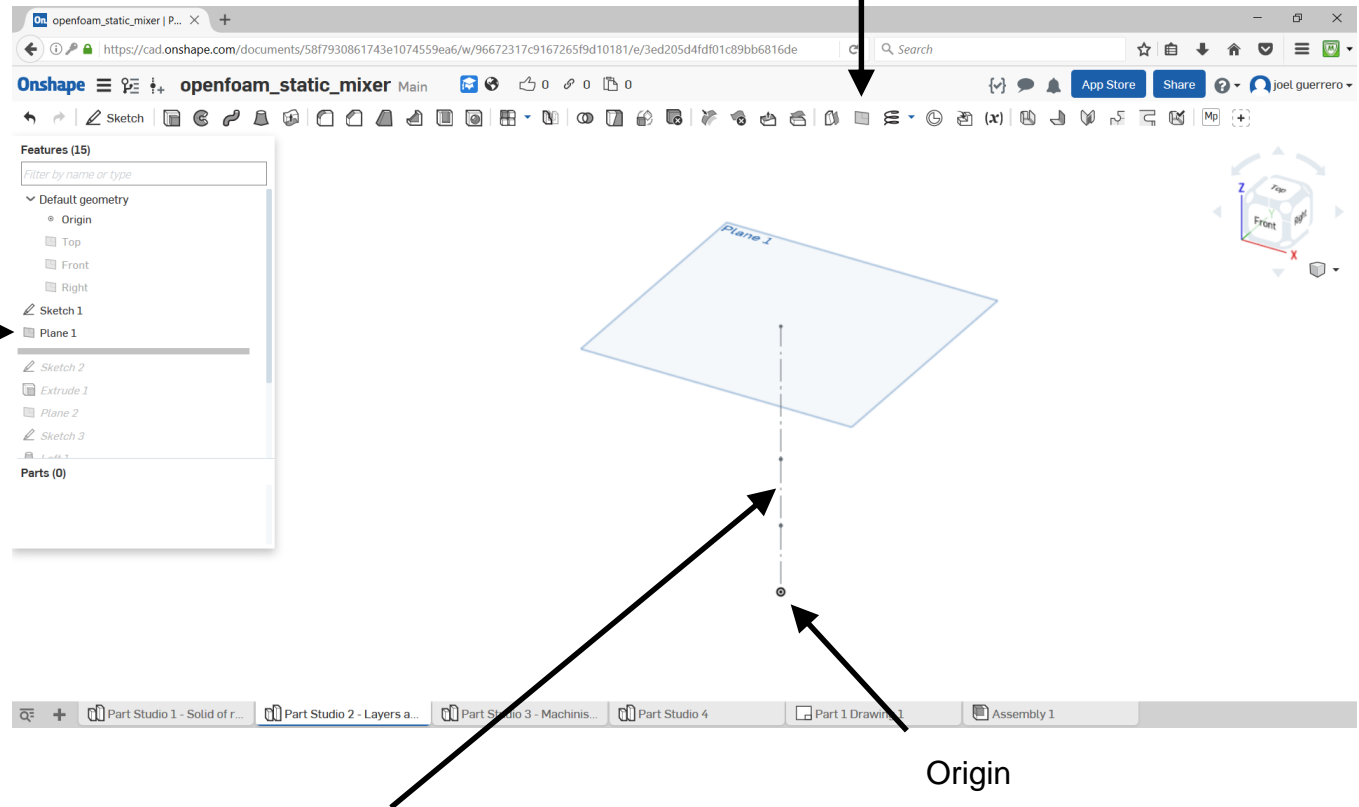 On openfoam_static_mixer | P... × +
https://cad.onshape.com/documents/58f7930861743e1074559ea6/w/96672317c9167265f9d10181/e/3ed205d4fdf01c89bb6816de Search
Onshape openfoam_static_mixer Main 0 0 0 App Store Share joel guerrero
Sketch (x) Mp
Features (15)
Filter by name or type
Default geometry
Origin
Top
Front
Right
Sketch 1
Plane 1
Sketch 2
Extrude 1
Plane 2
Sketch 3
Loft 1
Parts (0)
Plane 1
Z Top
Y
Front Right
X
Part Studio 1 - Solid of r... Part Studio 2 - Layers a... Part Studio 3 - Machinis... Part Studio 4 Part 1 Drawing 1 Assembly 1
Origin